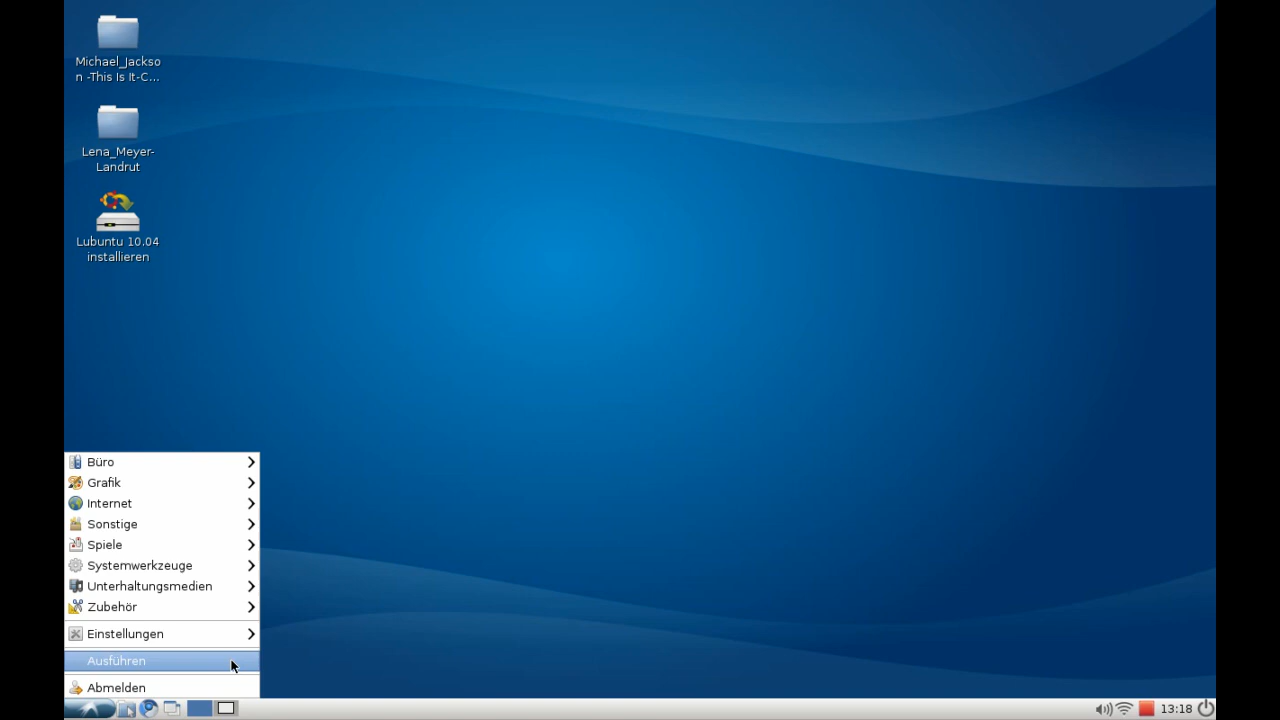 Michael_Jackso
n -This Is It-C...
Lena_Meyer-
Landrut
Lubuntu 10.04
installieren
Büro
Grafik
Internet
Sonstige
Spiele
Systemwerkzeuge
Unterhaltungsmedien
Zubehör
Einstellungen
Ausführen
Abmelden
13:18